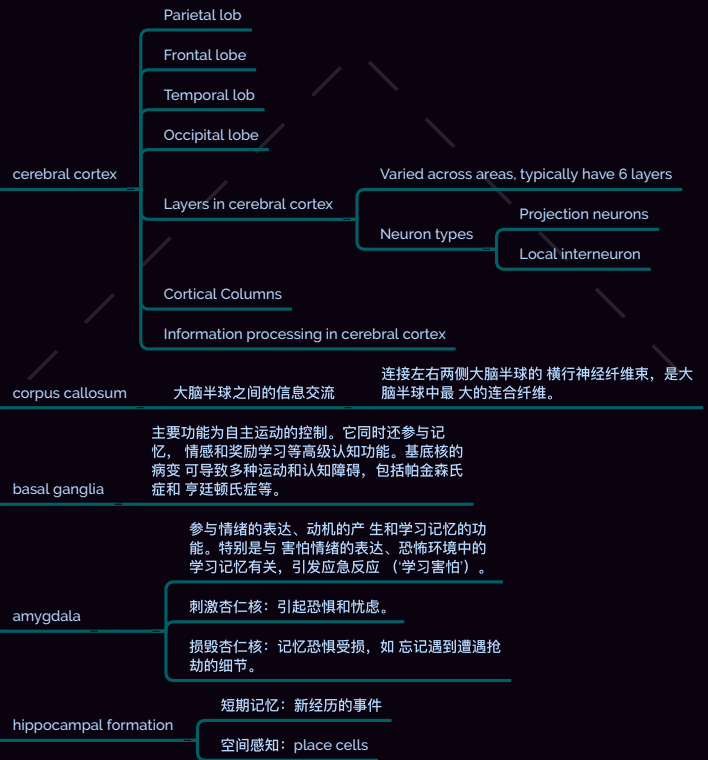 Parietal lob
Frontal lobe
Temporal lob
Occipital lobe
cerebral cortex
Layers in cerebral cortex
Varied across areas, typically have 6 layers
Neuron types
Projection neurons
Local interneuron
Cortical Columns
Information processing in cerebral cortex
corpus callosum
大脑半球之间的信息交流
连接左右两侧大脑半球的 横行神经纤维束，是大
脑半球中最 大的连合纤维。
basal ganglia
主要功能为自主运动的控制。它同时还参与记
忆， 情感和奖励学习等高级认知功能。基底核的
病变 可导致多种运动和认知障碍，包括帕金森氏
症和 亨廷顿氏症等。
amygdala
参与情绪的表达、动机的产 生和学习记忆的功
能。特别是与 害怕情绪的表达、恐怖环境中的
学习记忆有关，引发应急反应 （‘学习害怕’）。
刺激杏仁核：引起恐惧和忧虑。
损毁杏仁核：记忆恐惧受损，如 忘记遇到遭遇抢
劫的细节。
hippocampal formation
短期记忆：新经历的事件
空间感知：place cells